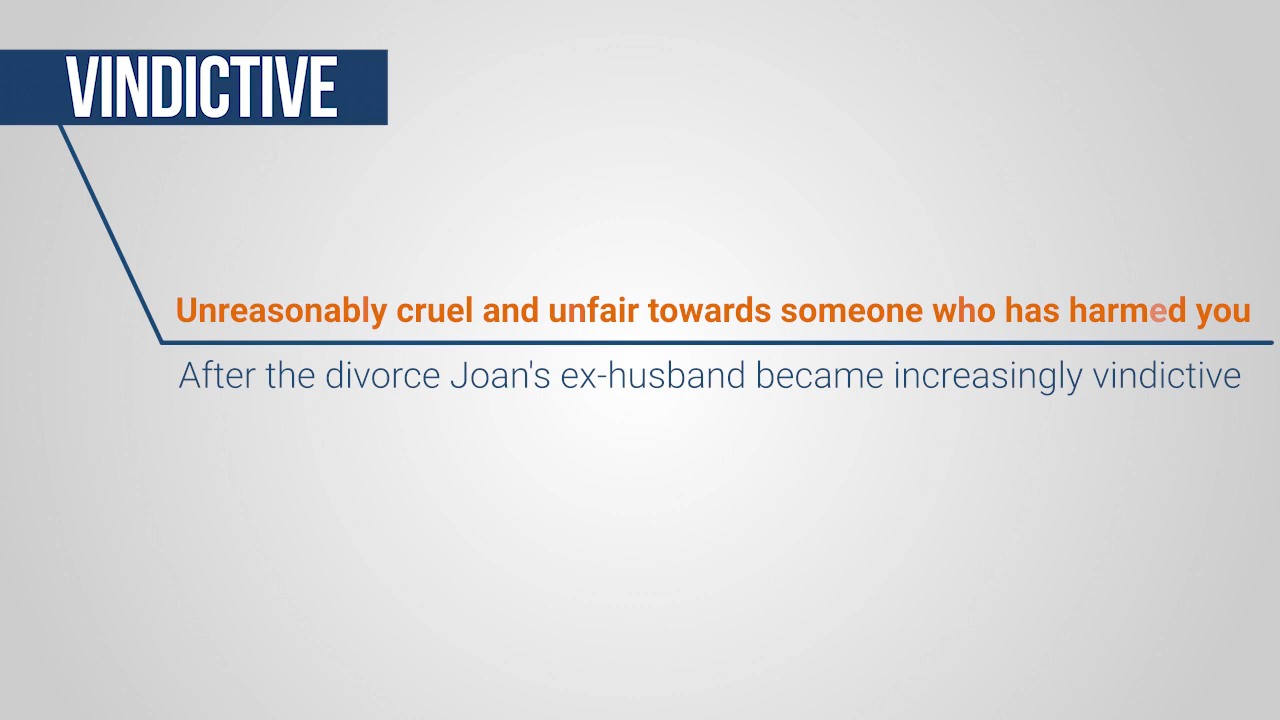 VINDICTIVE
Unreasonably cruel and unfair towards someone who has harmed you
After the divorce Joan's ex-husband became increasingly vindictive